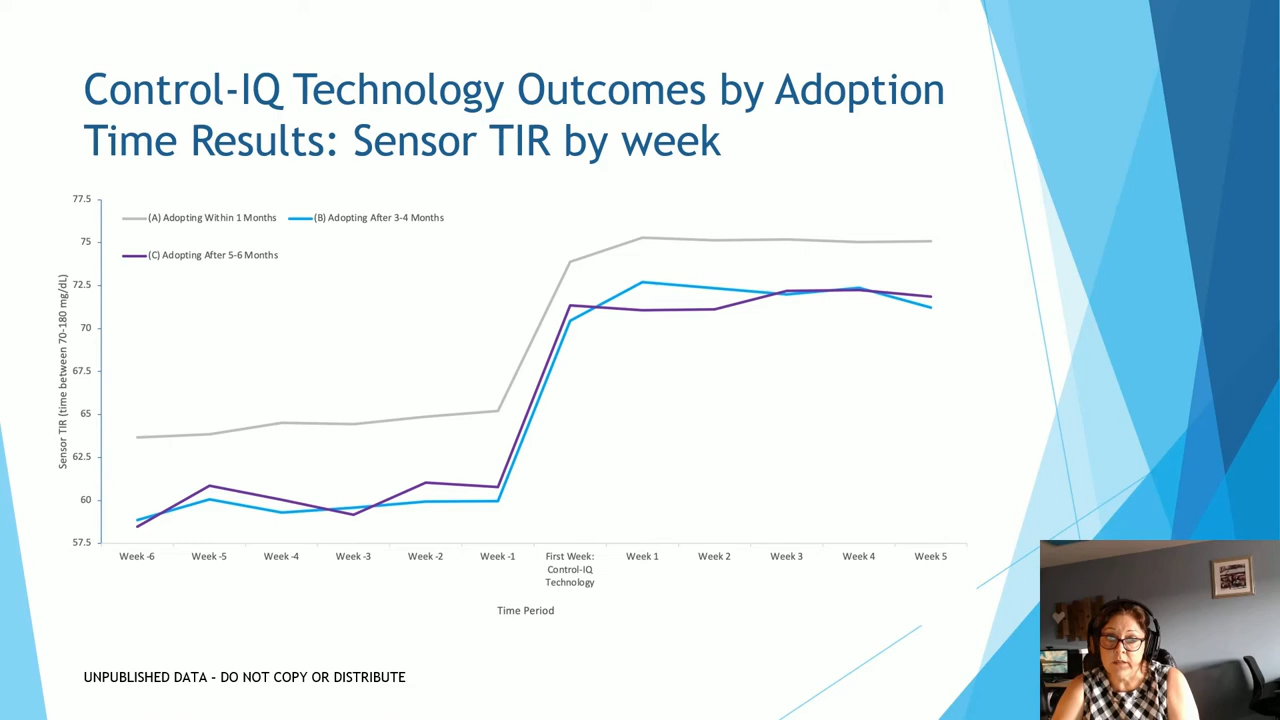 Control-IQ Technology Outcomes by Adoption
Time Results: Sensor TIR by week
77.5
75
72.5
70
67.5
65
62.5
60
57.5
Sensor TIR (time between 70-180 mg/dL)
(A) Adopting Within 1 Months
(B) Adopting After 3-4 Months
(C) Adopting After 5-6 Months
Week -6
Week -5
Week -4
Week -3
Week -2
Week -1
First Week:
Control-IQ
Technology
Week 1
Week 2
Week 3
Week 4
Week 5
Time Period
UNPUBLISHED DATA - DO NOT COPY OR DISTRIBUTE